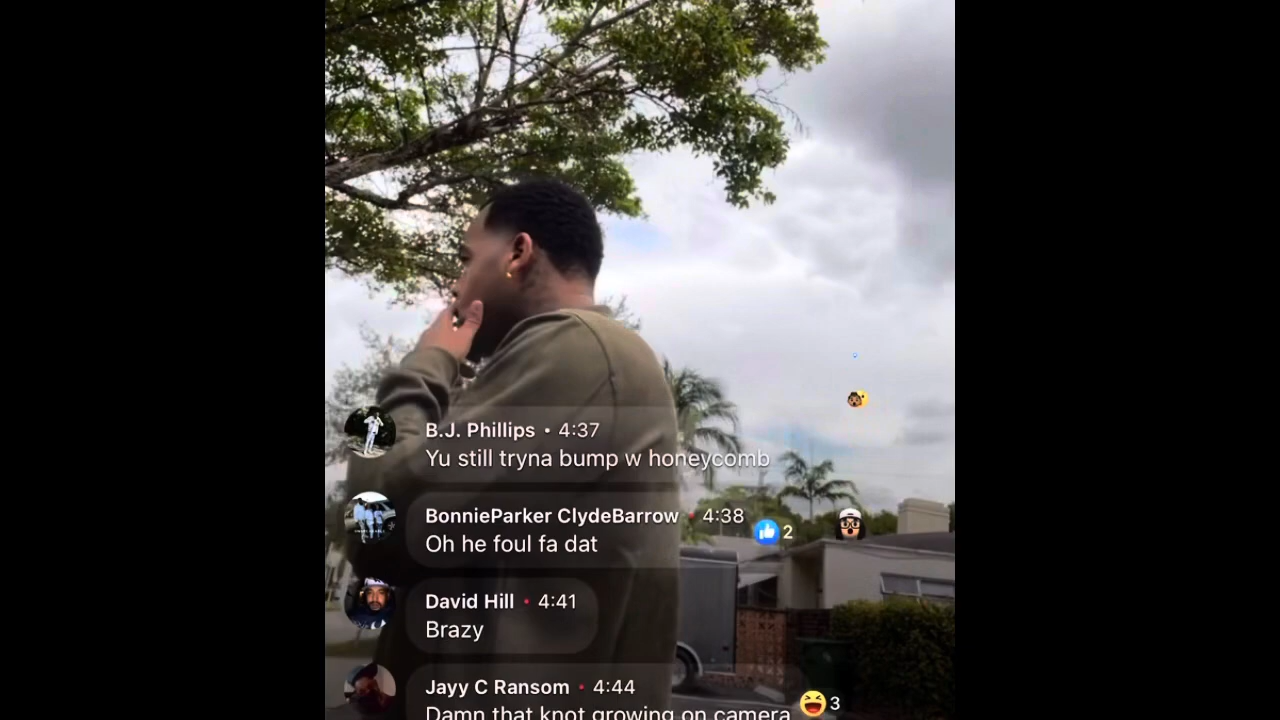 B.J. Phillips • 4:37
Yu still tryna bump w honeycomb
BonnieParker ClydeBarrow • 4:38
Oh he foul fa dat
2
David Hill • 4:41
Brazy
Jayy C Ransom • 4:44
Damn that knot growing on camera
3